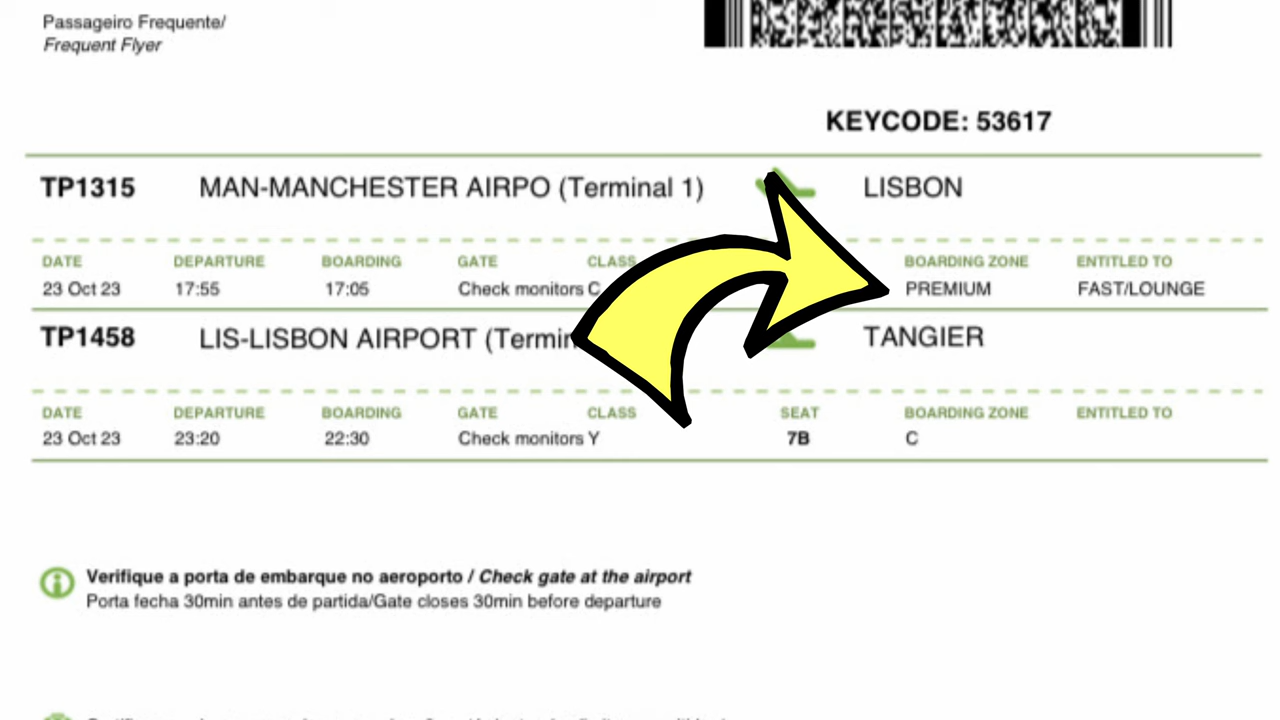 Passageiro Frequente/
Frequent Flyer
KEYCODE: 53617
TP1315 MAN-MANCHESTER AIRPO (Terminal 1) LISBON
DATE DEPARTURE BOARDING GATE CLASS BOARDING ZONE ENTITLED TO
23 Oct 23 17:55 17:05 Check monitors C PREMIUM FAST/LOUNGE
TP1458 LIS-LISBON AIRPORT TANGIER
DATE DEPARTURE BOARDING GATE CLASS SEAT BOARDING ZONE ENTITLED TO
23 Oct 23 23:20 22:30 Check monitors Y 7B C
Verifique a porta de embarque no aeroporto / Check gate at the airport
Porta fecha 30min antes de partida/Gate closes 30min before departure